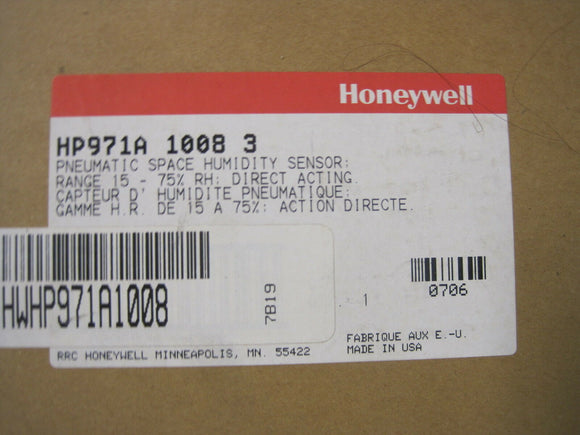 Honeywell
HP971A 1008 3
PNEUMATIC SPACE HUMIDITY SENSOR:
RANGE 15 - 75% RH: DIRECT ACTING.
CAPTEUR D' HUMIDITE PNEUMATIQUE:
GAMME H.R. DE 15 A 75%: ACTION DIRECTE.
HWHP971A1008
7B19
1
0706
FABRIQUE AUX E.-U.
MADE IN USA
RRC HONEYWELL MINNEAPOLIS, MN. 55422